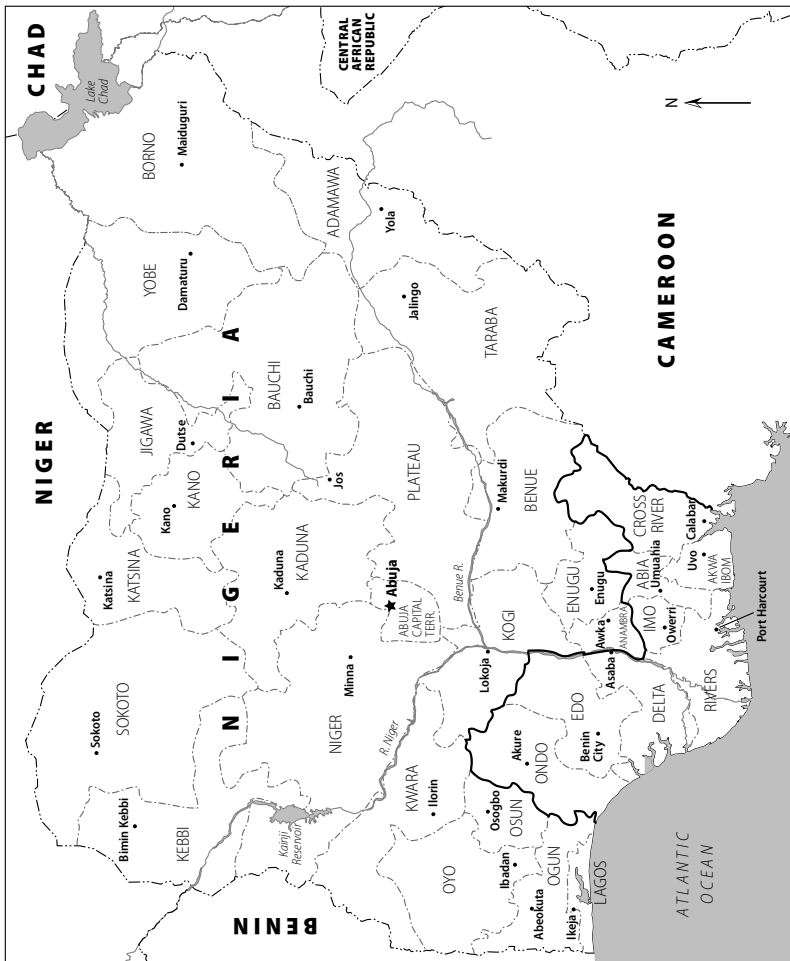 CHAD
Lake
Chad
CENTRAL
AFRICAN
REPUBLIC
N
NIGER
BORNO
Maiduguri
YOBE
Damaturu
ADAMAWA
Yola
JIGAWA
Dutse
KANO
Kano
BAUCHI
Bauchi
Jalingo
TARABA
CAMEROON
KATSINA
Katsina
Jos
PLATEAU
KADUNA
Kaduna
NIGERIA
Abuja
ABUJA
CAPITAL
TERR.
Benue R.
Makurdi
BENUE
SOKOTO
Sokoto
NIGER
Minna
R. Niger
Lokoja
KOGI
ENUGU
Enugu
CROSS
RIVER
Calabar
ABIA
Umuahia
Uvo
AKWA
IBOM
IMO
Owerri
Port Harcourt
Awka
ANAMBRA
Asaba
RIVERS
DELTA
EDO
Benin
City
Akure
ONDO
KEBBI
Bimin Kebbi
Kainji
Reservoir
KWARA
Ilorin
Osogbo
OSUN
OYO
Ibadan
OGUN
Abeokuta
Ikeja
LAGOS
BENIN
ATLANTIC
OCEAN